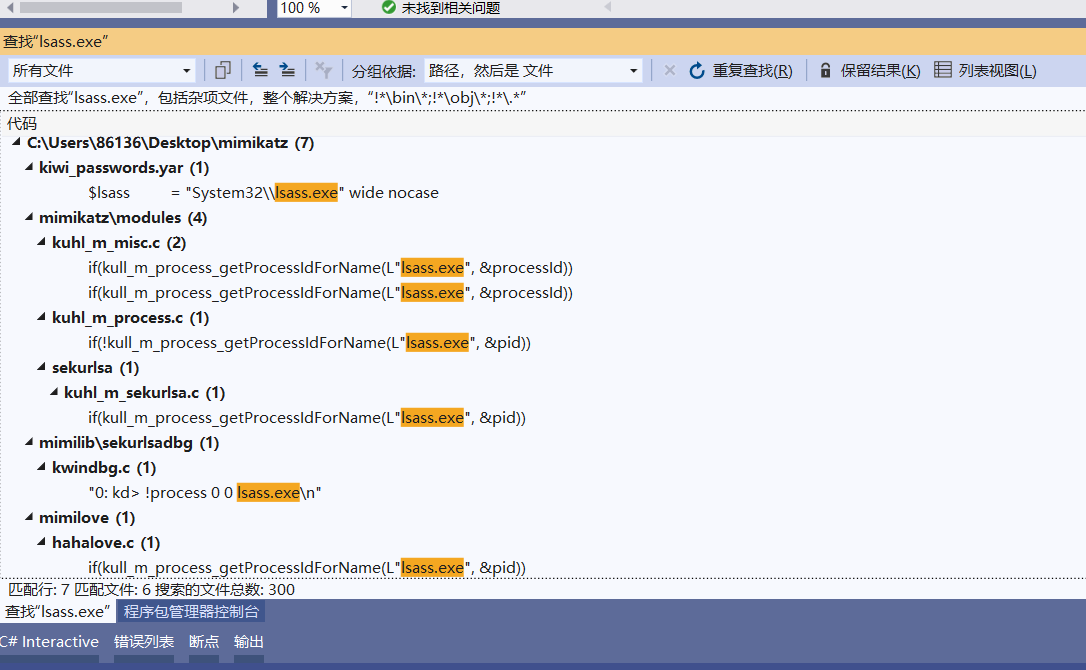 100 % 未找到相关问题
查找“lsass.exe”
所有文件 分组依据: 路径，然后是 文件 重复查找(R) 保留结果(K) 列表视图(L)
全部查找“lsass.exe”，包括杂项文件，整个解决方案，“!*\bin\*;!*\obj\*;!*\.*”
代码
C:\Users\86136\Desktop\mimikatz (7)
kiwi_passwords.yar (1)
$lsass = "System32\\lsass.exe" wide nocase
mimikatz\modules (4)
kuhl_m_misc.c (2)
if(kull_m_process_getProcessIdForName(L"lsass.exe", &processId))
if(kull_m_process_getProcessIdForName(L"lsass.exe", &processId))
kuhl_m_process.c (1)
if(!kull_m_process_getProcessIdForName(L"lsass.exe", &pid))
sekurlsa (1)
kuhl_m_sekurlsa.c (1)
if(kull_m_process_getProcessIdForName(L"lsass.exe", &pid))
mimilib\sekurlsadbg (1)
kwindbg.c (1)
"0: kd> !process 0 0 lsass.exe\n"
mimilove (1)
hahalove.c (1)
if(kull_m_process_getProcessIdForName(L"lsass.exe", &pid))
匹配行: 7 匹配文件: 6 搜索的文件总数: 300
查找“lsass.exe” 程序包管理器控制台
C# Interactive 错误列表 断点 输出